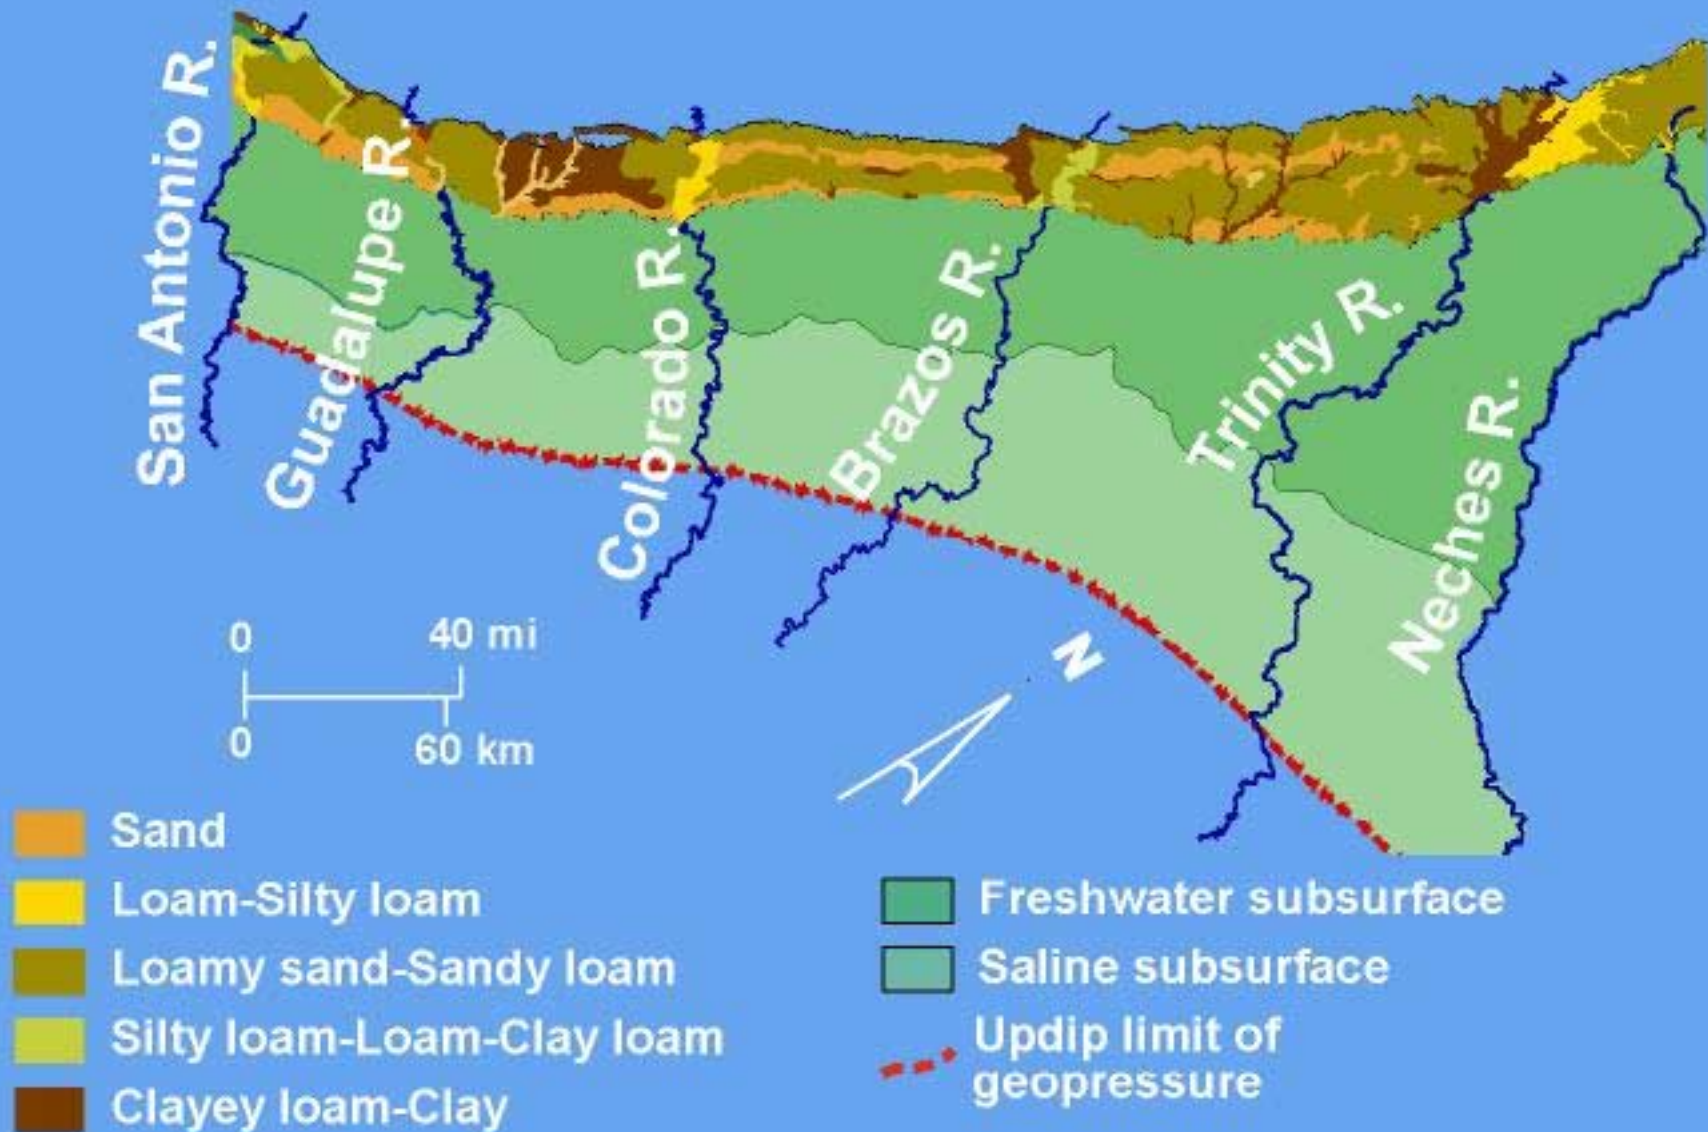 San Antonio R.
Guadalupe R.
Colorado R.
Brazos R.
Trinity R.
Neches R.
0 40 mi
0 60 km
N
Sand
Loam-Silty loam
Loamy sand-Sandy loam
Silty loam-Loam-Clay loam
Clayey loam-Clay
Freshwater subsurface
Saline subsurface
Updip limit of
geopressure